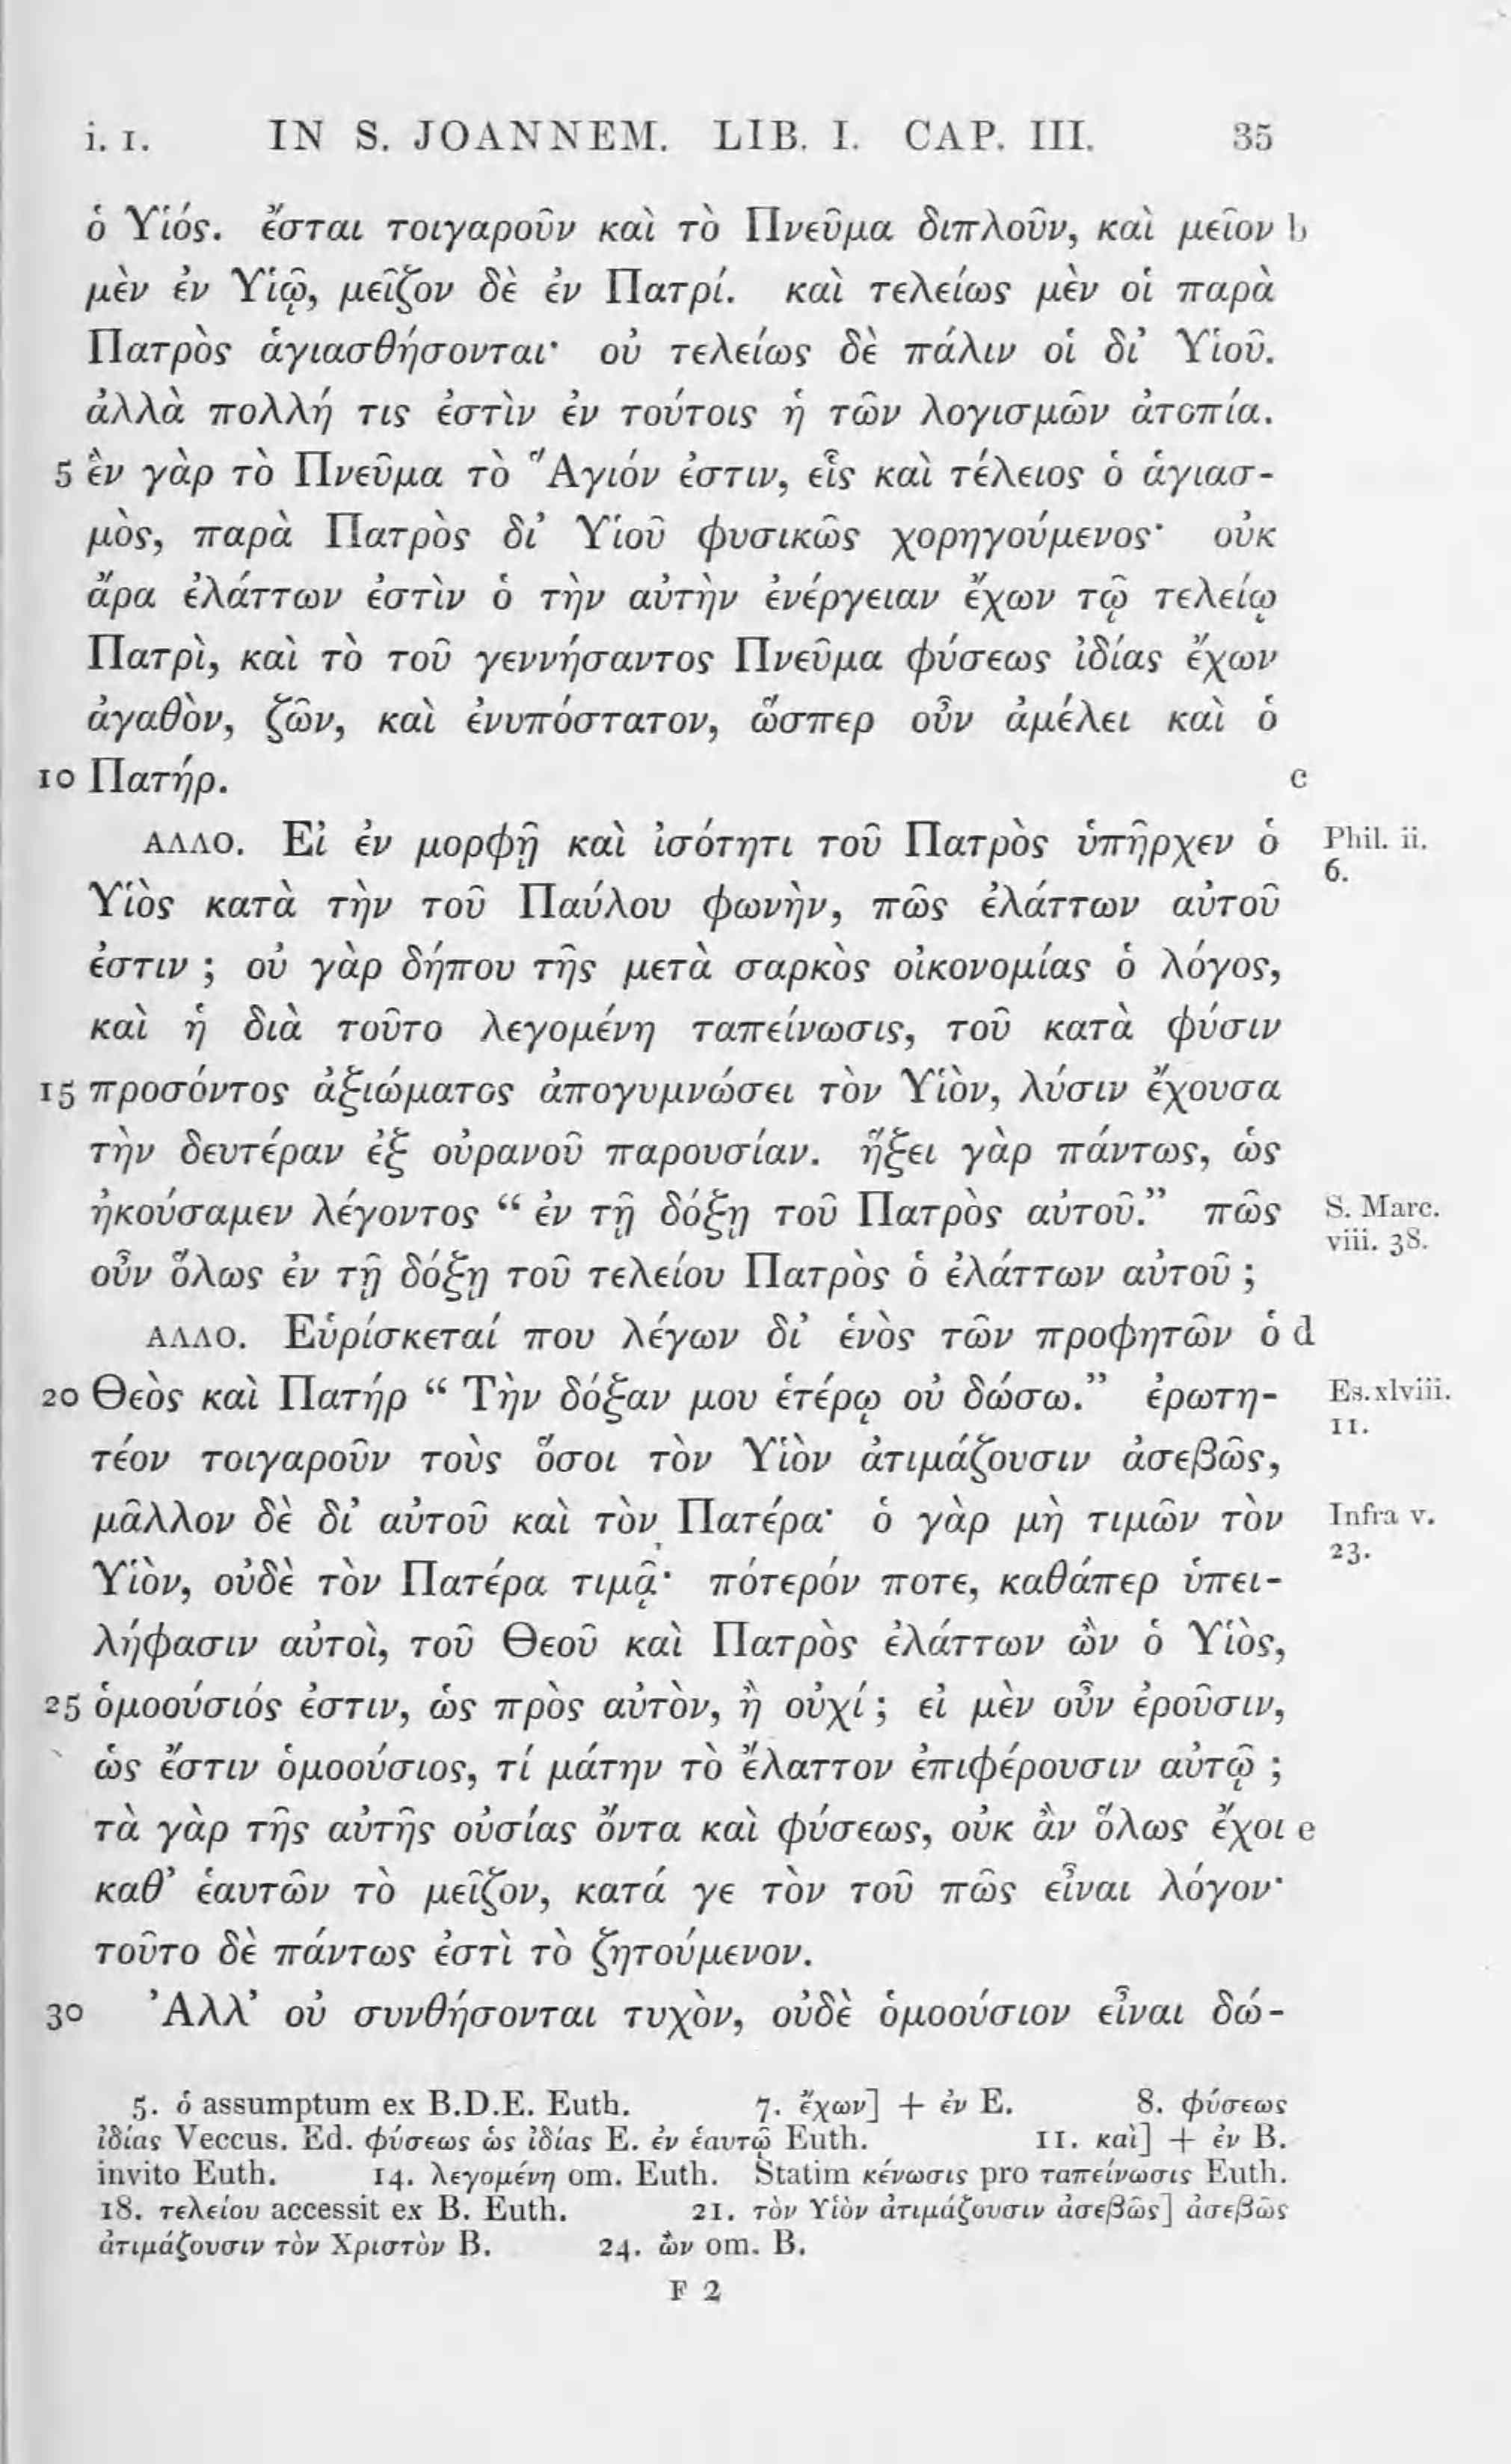 i. 1. IN S. JOANNEM. LIB. I. CAP. III. 35
ὁ Υἱός. ἔσται τοιγαροῦν καὶ τὸ Πνεῦμα διπλοῦν, καὶ μεῖον b
μὲν ἐν Υἱῷ, μεῖζον δὲ ἐν Πατρί. καὶ τελείως μὲν οἱ παρὰ
Πατρὸς ἁγιασθήσονται· οὐ τελείως δὲ πάλιν οἱ δι’ Υἱοῦ.
ἀλλὰ πολλή τις ἐστὶν ἐν τούτοις ἡ τῶν λογισμῶν ἀτοπία.
5 ἓν γὰρ τὸ Πνεῦμα τὸ Ἅγιόν ἐστιν, εἷς καὶ τέλειος ὁ ἁγιασ-
μὸς, παρὰ Πατρὸς δι’ Υἱοῦ φυσικῶς χορηγούμενος· οὐκ
ἄρα ἐλάττων ἐστὶν ὁ τὴν αὐτὴν ἐνέργειαν ἔχων τῷ τελείῳ
Πατρὶ, καὶ τὸ τοῦ γεννήσαντος Πνεῦμα φύσεως ἰδίας ἔχων
ἀγαθὸν, ζῶν, καὶ ἐνυπόστατον, ὥσπερ οὖν ἀμέλει καὶ ὁ
10 Πατήρ. c
ΑΛΛΟ. Εἰ ἐν μορφῇ καὶ ἰσότητι τοῦ Πατρὸς ὑπῆρχεν ὁ Phil. ii.
6.
Υἱὸς κατὰ τὴν τοῦ Παύλου φωνὴν, πῶς ἐλάττων αὐτοῦ
ἐστιν ; οὐ γὰρ δήπου τῆς μετὰ σαρκὸς οἰκονομίας ὁ λόγος,
καὶ ἡ διὰ τοῦτο λεγομένη ταπείνωσις, τοῦ κατὰ φύσιν
15 προσόντος ἀξιώματος ἀπογυμνώσει τὸν Υἱὸν, λύσιν ἔχουσα
τὴν δευτέραν ἐξ οὐρανοῦ παρουσίαν. ἥξει γὰρ πάντως, ὡς
ἠκούσαμεν λέγοντος “ ἐν τῇ δόξῃ τοῦ Πατρὸς αὐτοῦ.” πῶς S. Marc.
viii. 38.
οὖν ὅλως ἐν τῇ δόξῃ τοῦ τελείου Πατρὸς ὁ ἐλάττων αὐτοῦ ;
ΑΛΛΟ. Εὑρίσκεταί που λέγων δι’ ἑνὸς τῶν προφητῶν ὁ d
20 Θεὸς καὶ Πατήρ “ Τὴν δόξαν μου ἑτέρῳ οὐ δώσω.” ἐρωτη- Es. xlviii.
11.
τέον τοιγαροῦν τοὺς ὅσοι τὸν Υἱὸν ἀτιμάζουσιν ἀσεβῶς,
μᾶλλον δὲ δι’ αὐτοῦ καὶ τὸν Πατέρα· ὁ γὰρ μὴ τιμῶν τὸν Infra v.
23.
Υἱὸν, οὐδὲ τὸν Πατέρα τιμᾷ· πότερόν ποτε, καθάπερ ὑπει-
λήφασιν αὐτοὶ, τοῦ Θεοῦ καὶ Πατρὸς ἐλάττων ὢν ὁ Υἱὸς,
25 ὁμοούσιός ἐστιν, ὡς πρὸς αὐτὸν, ἢ οὐχί ; εἰ μὲν οὖν ἐροῦσιν,
ὡς ἔστιν ὁμοούσιος, τί μάτην τὸ ἔλαττον ἐπιφέρουσιν αὐτῷ ;
τὰ γὰρ τῆς αὐτῆς οὐσίας ὄντα καὶ φύσεως, οὐκ ἂν ὅλως ἔχοι e
καθ’ ἑαυτῶν τὸ μεῖζον, κατά γε τὸν τοῦ πῶς εἶναι λόγον·
τοῦτο δὲ πάντως ἐστὶ τὸ ζητούμενον.
30 Ἀλλ’ οὐ συνθήσονται τυχὸν, οὐδὲ ὁμοούσιον εἶναι δώ-
5. ὁ assumptum ex B.D.E. Euth. 7. ἔχων] + ἐν E. 8. φύσεως
ἰδίας Veccus. Ed. φύσεως ὡς ἰδίας E. ἐν ἑαυτῷ Euth. 11. καὶ] + ἐν B.
invito Euth. 14. λεγομένη om. Euth. Statim κένωσις pro ταπείνωσις Euth.
18. τελείου accessit ex B. Euth. 21. τὸν Υἱὸν ἀτιμάζουσιν ἀσεβῶς] ἀσεβῶς
ἀτιμάζουσιν τὸν Χριστὸν B. 24. ὢν om. B.
F 2